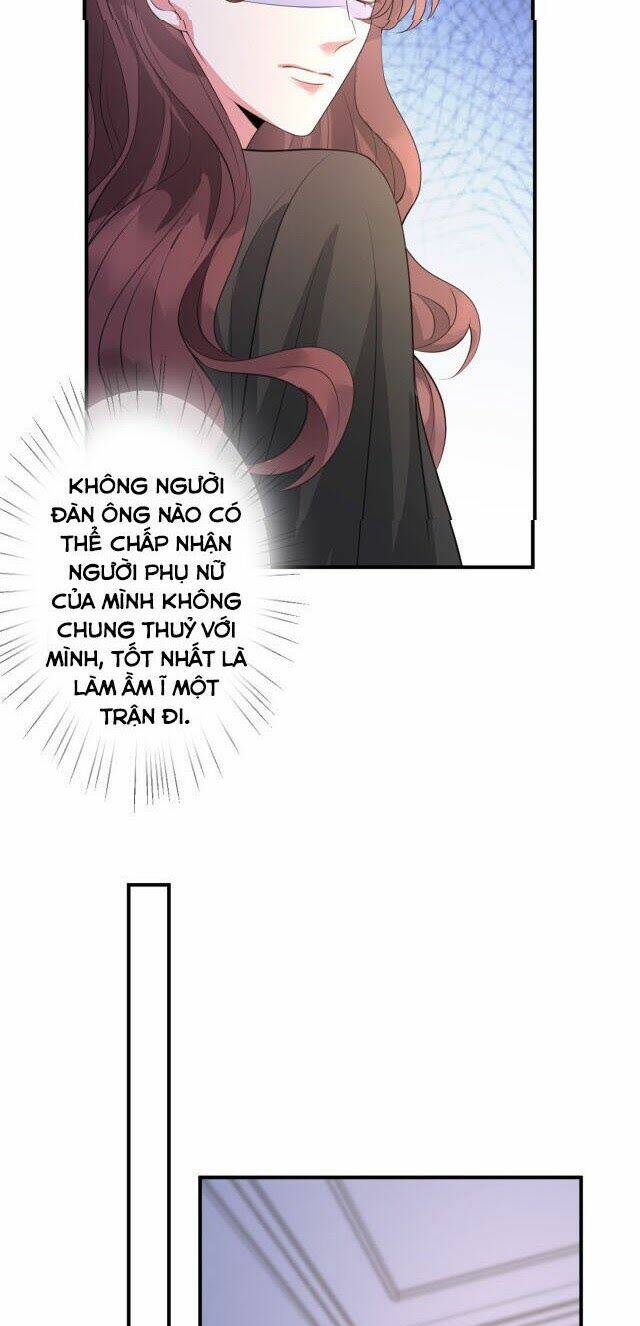 KHÔNG NGƯỜI
ĐÀN ÔNG NÀO CÓ
THỂ CHẤP NHẬN
NGƯỜI PHỤ NỮ
CỦA MÌNH KHÔNG
CHUNG THUỶ VỚI
MÌNH, TỐT NHẤT LÀ
LÀM ẦM Ĩ MỘT
TRẬN ĐI.